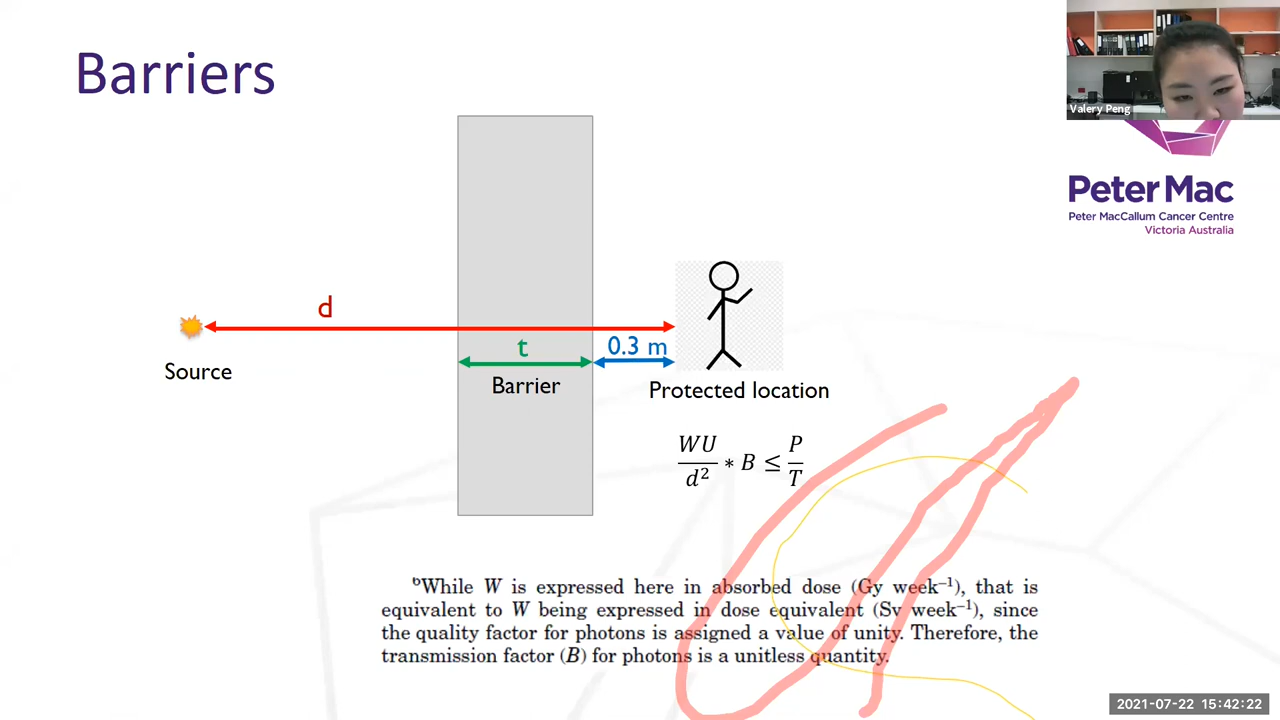 Barriers
Valery Peng
Peter Mac
Peter MacCallum Cancer Centre
Victoria Australia
d
t
0.3 m
Source
Barrier
Protected location
WU/d² * B ≤ P/T
ᵇWhile W is expressed here in absorbed dose (Gy week⁻¹), that is
equivalent to W being expressed in dose equivalent (Sv week⁻¹), since
the quality factor for photons is assigned a value of unity. Therefore, the
transmission factor (B) for photons is a unitless quantity.
2021-07-22 15:42:22